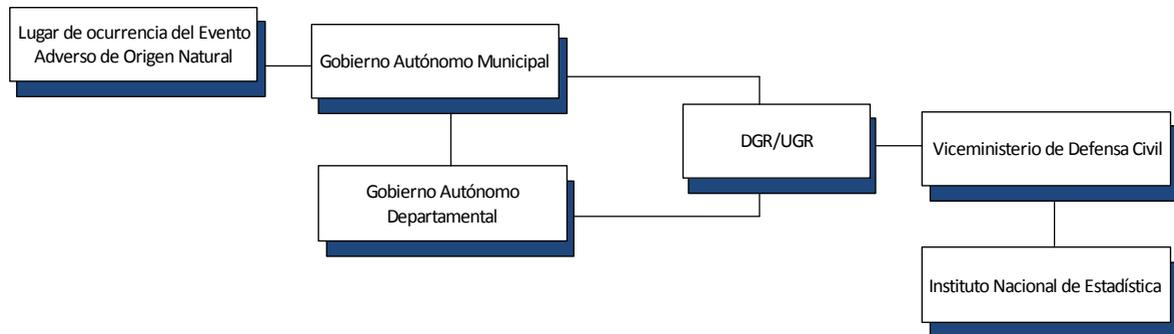 Lugar de ocurrencia del Evento
Adverso de Origen Natural
Gobierno Autónomo Municipal
Gobierno Autónomo
Departamental
DGR/UGR
Viceministerio de Defensa Civil
Instituto Nacional de Estadística